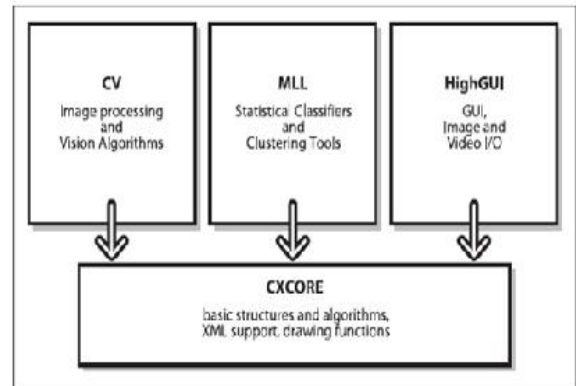 CV
Image processing
and
Vision Algorithms
MLL
Statistical Classifiers
and
Clustering Tools
HighGUI
GUI,
Image and
Video I/O
CXCORE
basic structures and algorithms,
XML support, drawing functions